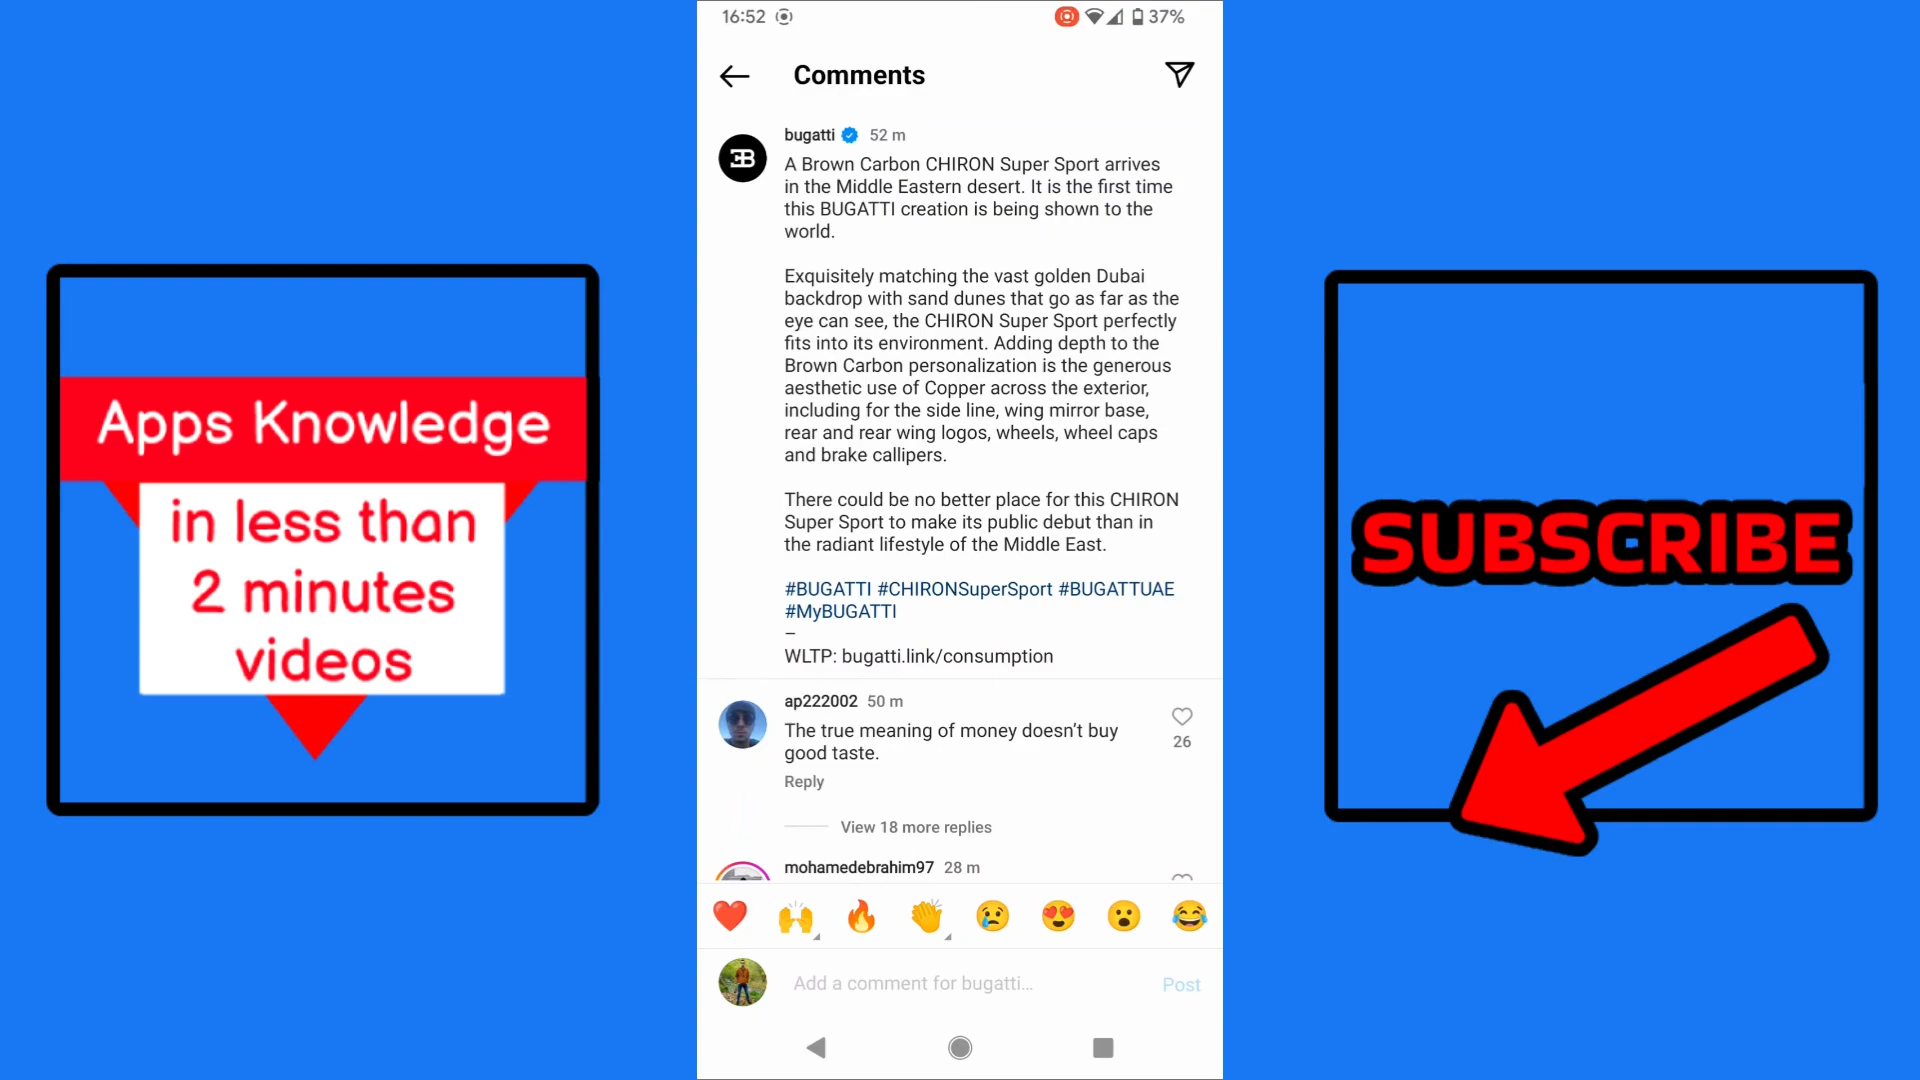 16:52
37%
Comments
bugatti 52 m
A Brown Carbon CHIRON Super Sport arrives
in the Middle Eastern desert. It is the first time
this BUGATTI creation is being shown to the
world.
Exquisitely matching the vast golden Dubai
backdrop with sand dunes that go as far as the
eye can see, the CHIRON Super Sport perfectly
fits into its environment. Adding depth to the
Brown Carbon personalization is the generous
aesthetic use of Copper across the exterior,
including for the side line, wing mirror base,
rear and rear wing logos, wheels, wheel caps
and brake callipers.
There could be no better place for this CHIRON
Super Sport to make its public debut than in
the radiant lifestyle of the Middle East.
#BUGATTI #CHIRONSuperSport #BUGATTUAE
#MyBUGATTI
–
WLTP: bugatti.link/consumption
ap222002 50 m
The true meaning of money doesn’t buy
good taste.
26
Reply
View 18 more replies
mohamedebrahim97 28 m
Add a comment for bugatti...
Post
Apps Knowledge
in less than
2 minutes
videos
SUBSCRIBE